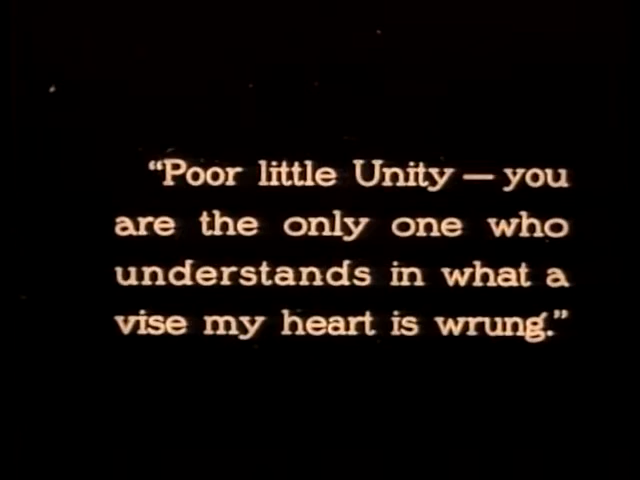 “Poor little Unity — you
are the only one who
understands in what a
vise my heart is wrung.”